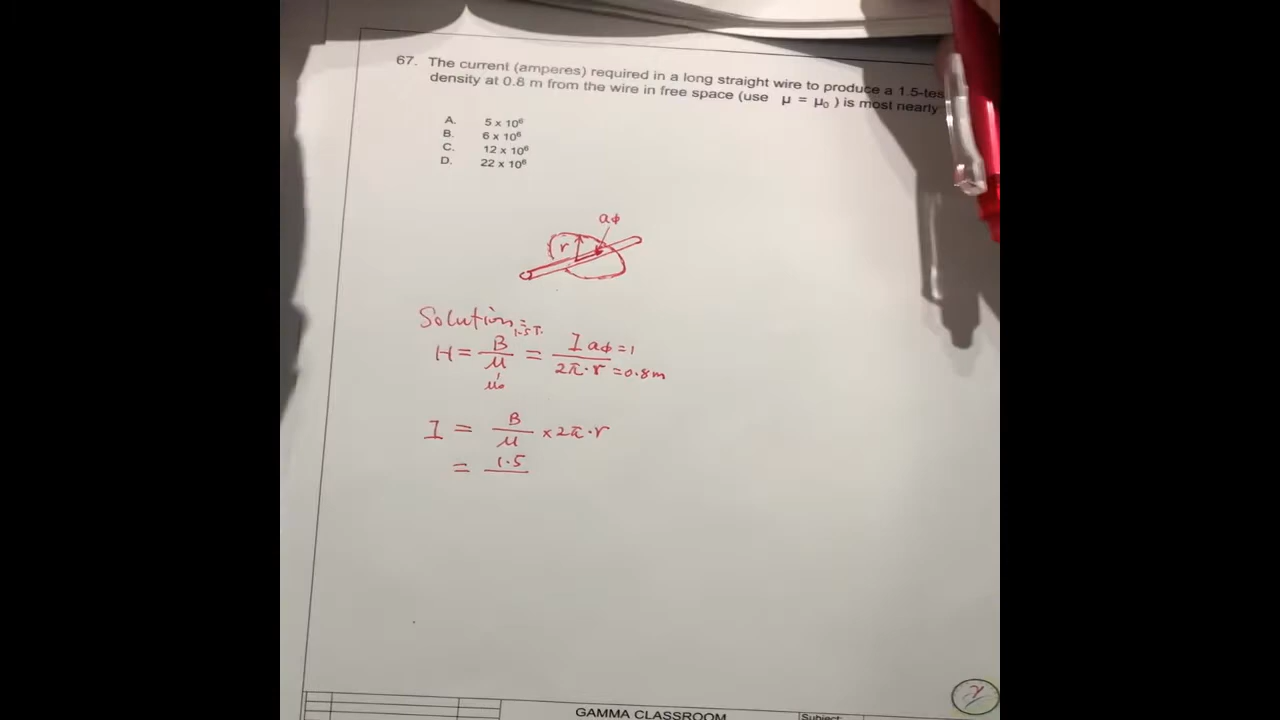 67. The current (amperes) required in a long straight wire to produce a 1.5-tes
density at 0.8 m from the wire in free space (use μ = μ₀ ) is most nearly
A. 5 x 10⁶
B. 6 x 10⁶
C. 12 x 10⁶
D. 22 x 10⁶
aϕ
r
Solution
=1.5 T.
H = B/μ = I aϕ=1 / 2π·r =0.8m
μ₀
I = B/μ × 2π·r
= 1.5
GAMMA CLASSROOM
Subject: